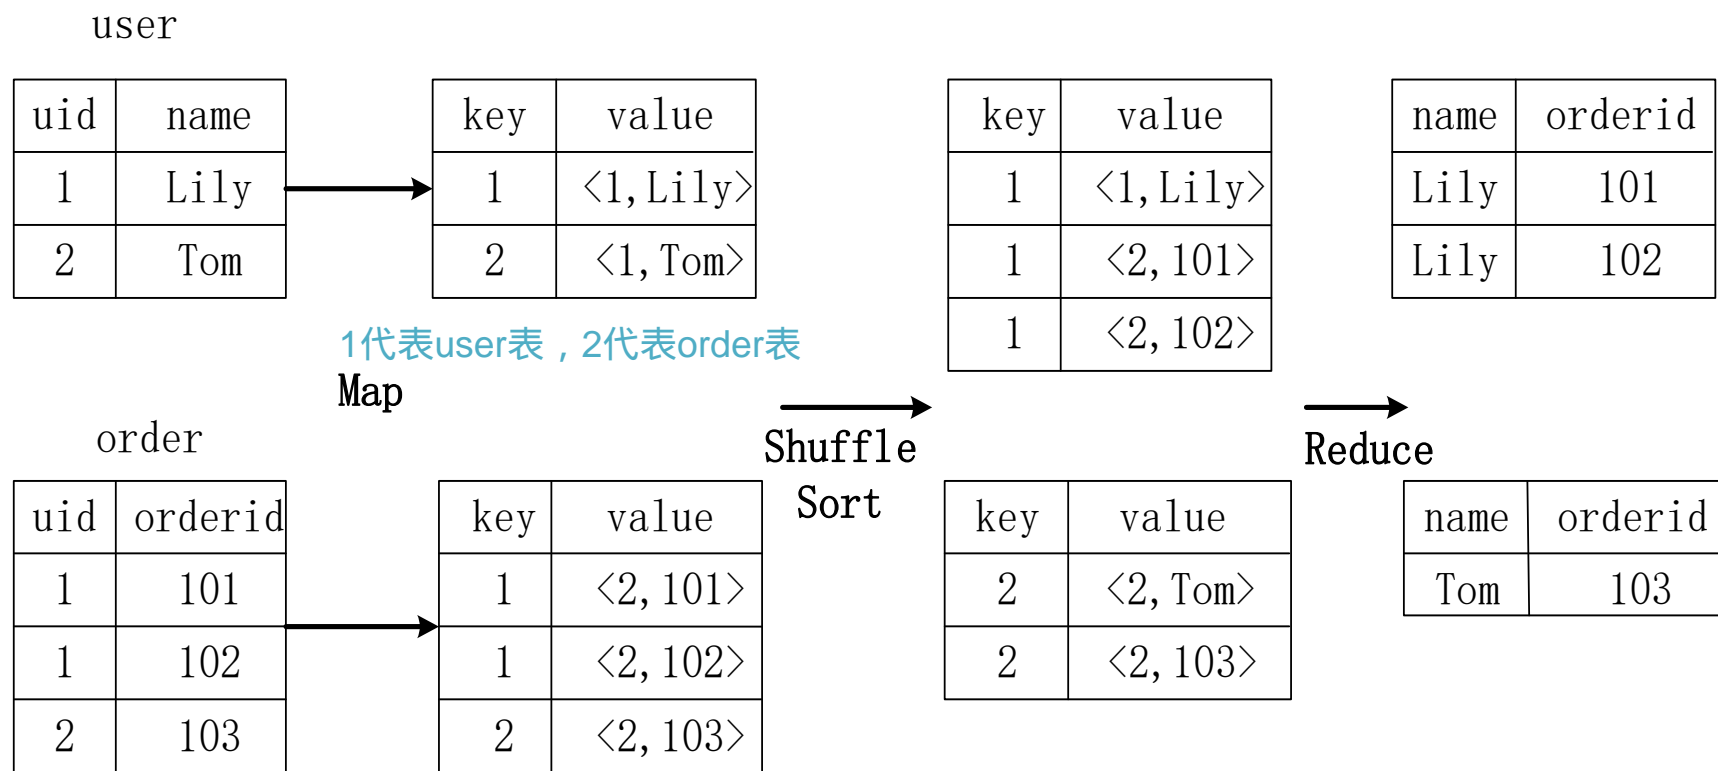 user
uid name
1 Lily
2 Tom
key value
1 <1,Lily>
2 <1,Tom>
1代表user表，2代表order表
Map
order
uid orderid
1 101
1 102
2 103
key value
1 <2,101>
1 <2,102>
2 <2,103>
Shuffle
Sort
key value
1 <1,Lily>
1 <2,101>
1 <2,102>
key value
2 <2,Tom>
2 <2,103>
Reduce
name orderid
Lily 101
Lily 102
name orderid
Tom 103